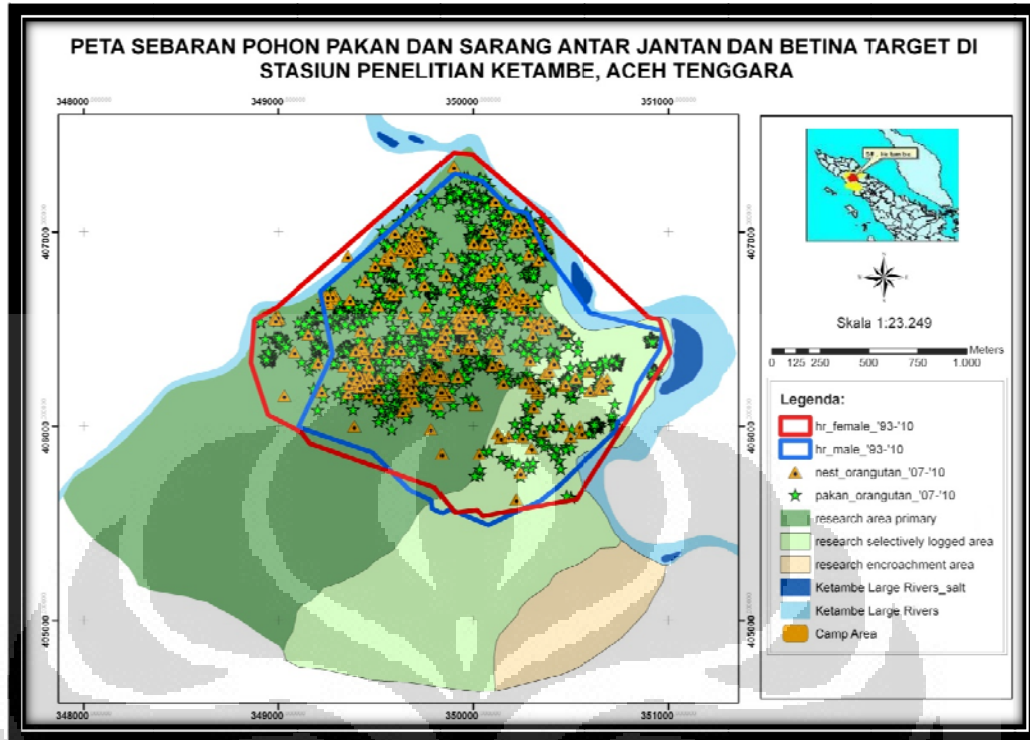 PETA SEBARAN POHON PAKAN DAN SARANG ANTAR JANTAN DAN BETINA TARGET DI
STASIUN PENELITIAN KETAMBE, ACEH TENGGARA
348000
349000
350000
351000
407000
406000
405000
407000
406000
405000
348000
349000
350000
351000
Skala 1:23.249
Meters
0 125 250 500 750 1.000
Legenda:
hr_female_'93-'10
hr_male_'93-'10
nest_orangutan_'07-'10
pakan_orangutan_'07-'10
research area primary
research selectively logged area
research encroachment area
Ketambe Large Rivers_salt
Ketambe Large Rivers
Camp Area